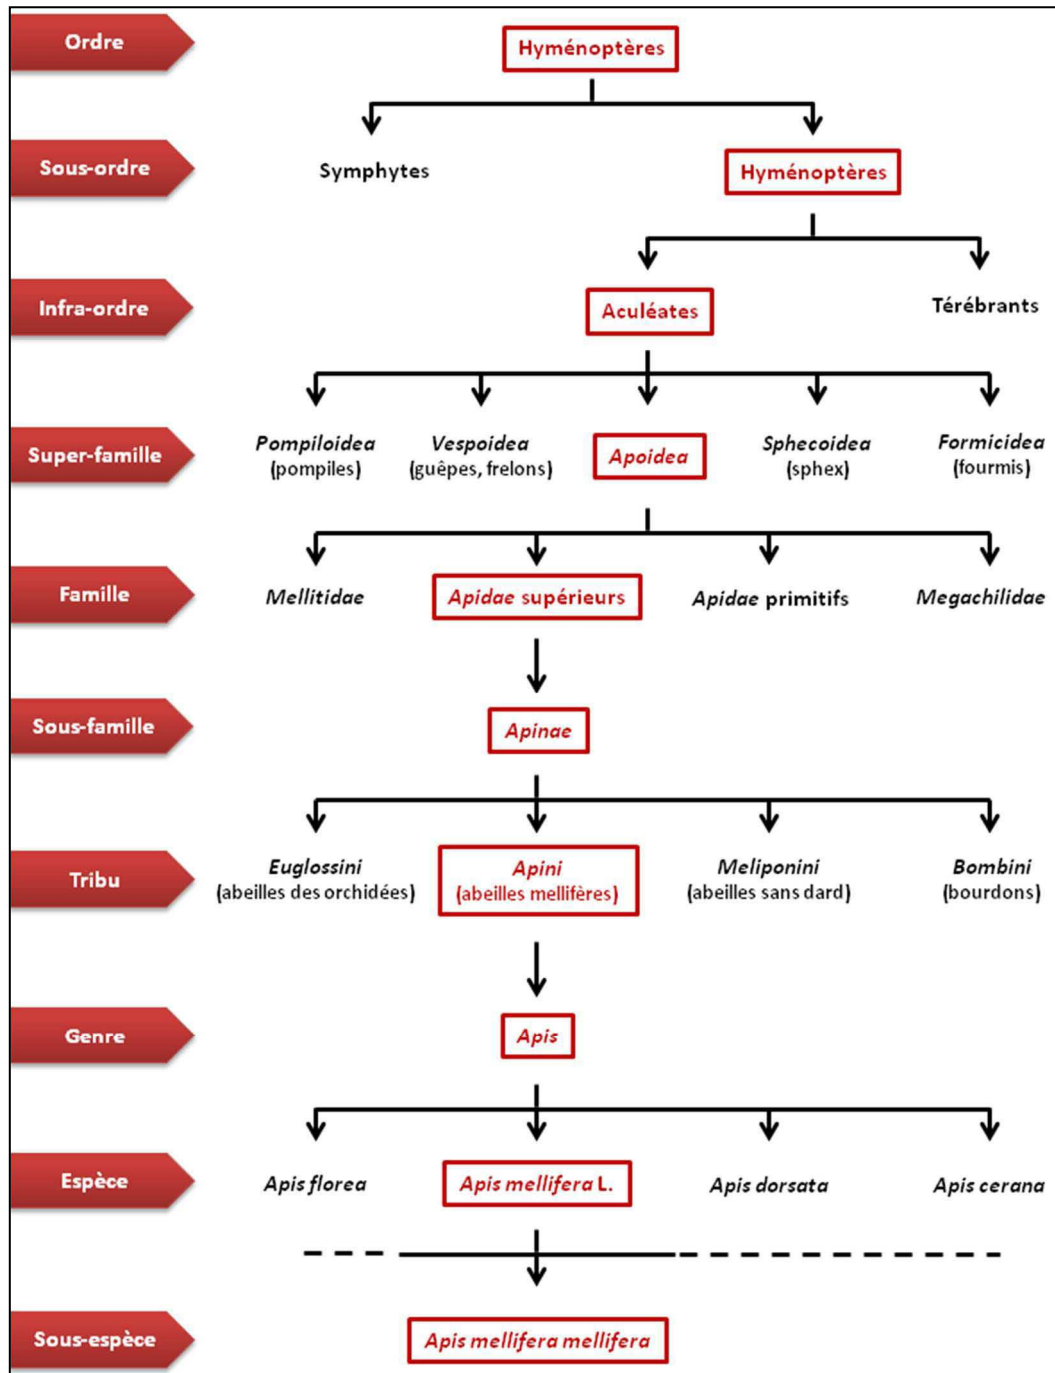 Ordre
Hyménoptères
Sous-ordre
Symphytes
Hyménoptères
Infra-ordre
Aculéates
Térébrants
Super-famille
Pompiloidea
(pompiles)
Vespoidea
(guêpes, frelons)
Apoidea
Sphecoidea
(sphex)
Formicidea
(fourmis)
Famille
Mellitidae
Apidae supérieurs
Apidae primitifs
Megachilidae
Sous-famille
Apinae
Tribu
Euglossini
(abeilles des orchidées)
Apini
(abeilles mellifères)
Meliponini
(abeilles sans dard)
Bombini
(bourdons)
Genre
Apis
Espèce
Apis florea
Apis mellifera L.
Apis dorsata
Apis cerana
Sous-espèce
Apis mellifera mellifera